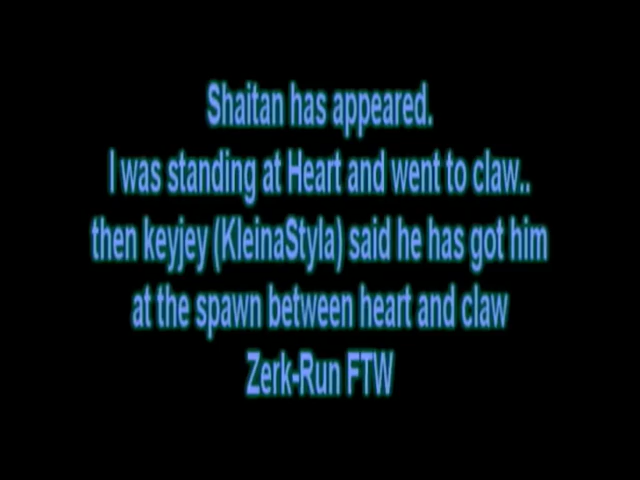 Shaitan has appeared.
I was standing at Heart and went to claw..
then keyjey (KleinaStyla) said he has got him
at the spawn between heart and claw
Zerk-Run FTW